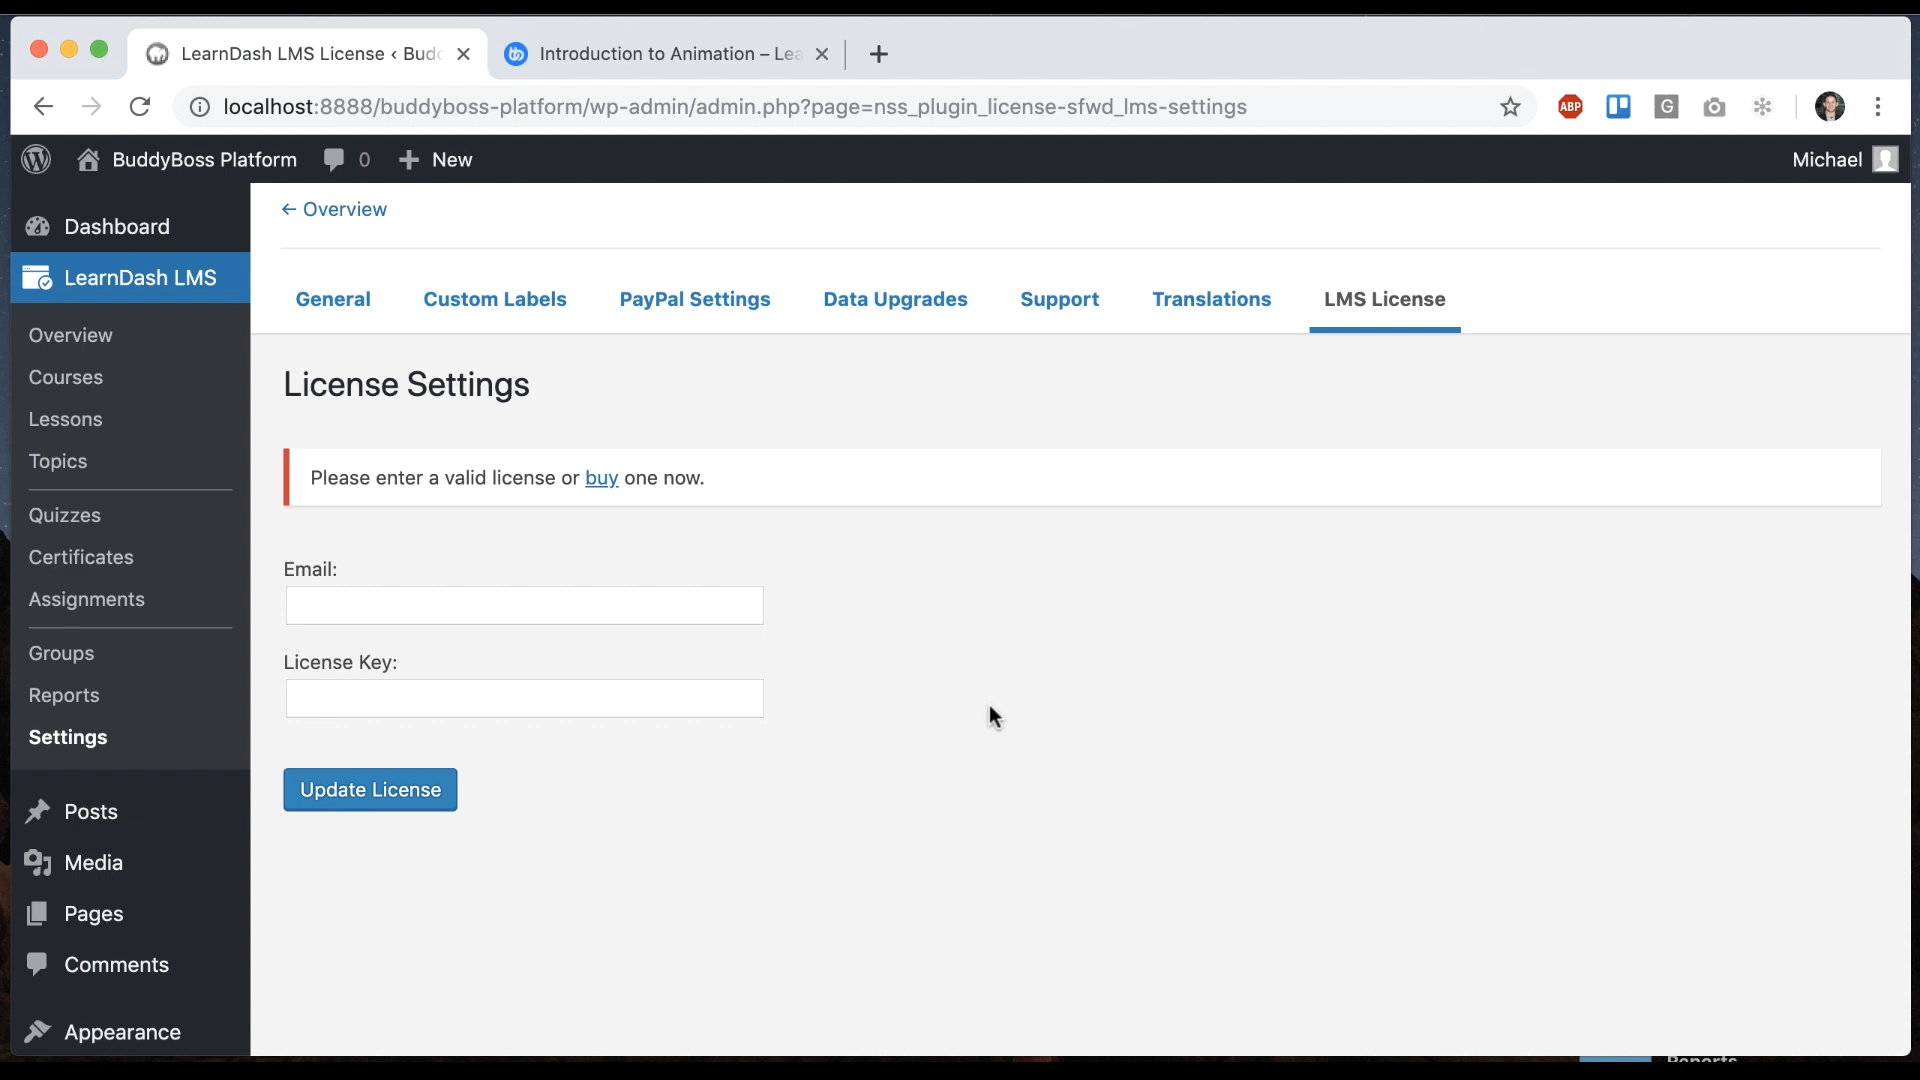 LearnDash LMS License ‹ Budd
Introduction to Animation – Lea
localhost:8888/buddyboss-platform/wp-admin/admin.php?page=nss_plugin_license-sfwd_lms-settings
ABP
G
BuddyBoss Platform
0
New
Michael
← Overview
Dashboard
LearnDash LMS
Overview
Courses
Lessons
Topics
Quizzes
Certificates
Assignments
Groups
Reports
Settings
Posts
Media
Pages
Comments
Appearance
General
Custom Labels
PayPal Settings
Data Upgrades
Support
Translations
LMS License
License Settings
Please enter a valid license or buy one now.
Email:
License Key:
Update License
Reports